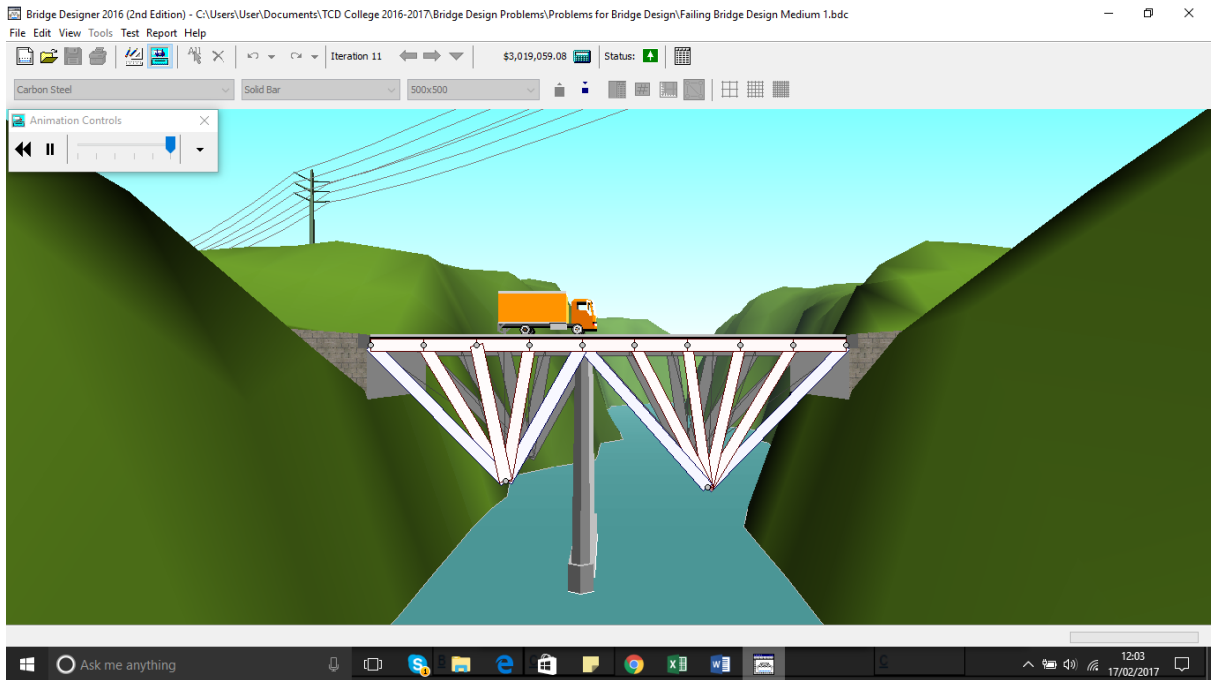 Bridge Designer 2016 (2nd Edition) - C:\Users\User\Documents\TCD College 2016-2017\Bridge Design Problems\Problems for Bridge Design\Failing Bridge Design Medium 1.bdc
File Edit View Tools Test Report Help
Iteration 11 $3,019,059.08 Status:
Carbon Steel Solid Bar 500x500
Animation Controls
Ask me anything
12:03
17/02/2017